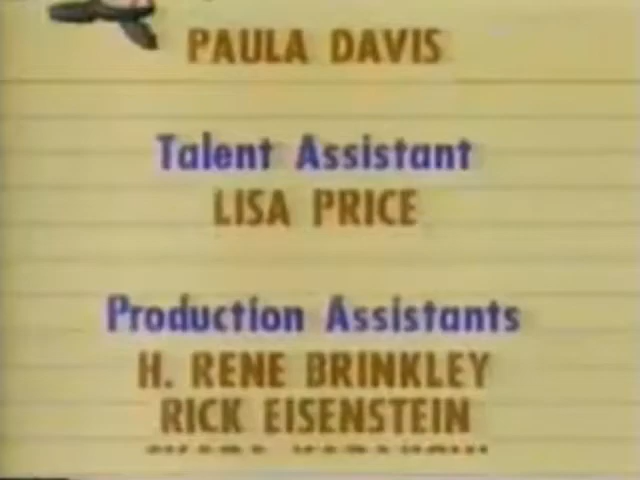 PAULA DAVIS
Talent Assistant
LISA PRICE
Production Assistants
H. RENE BRINKLEY
RICK EISENSTEIN